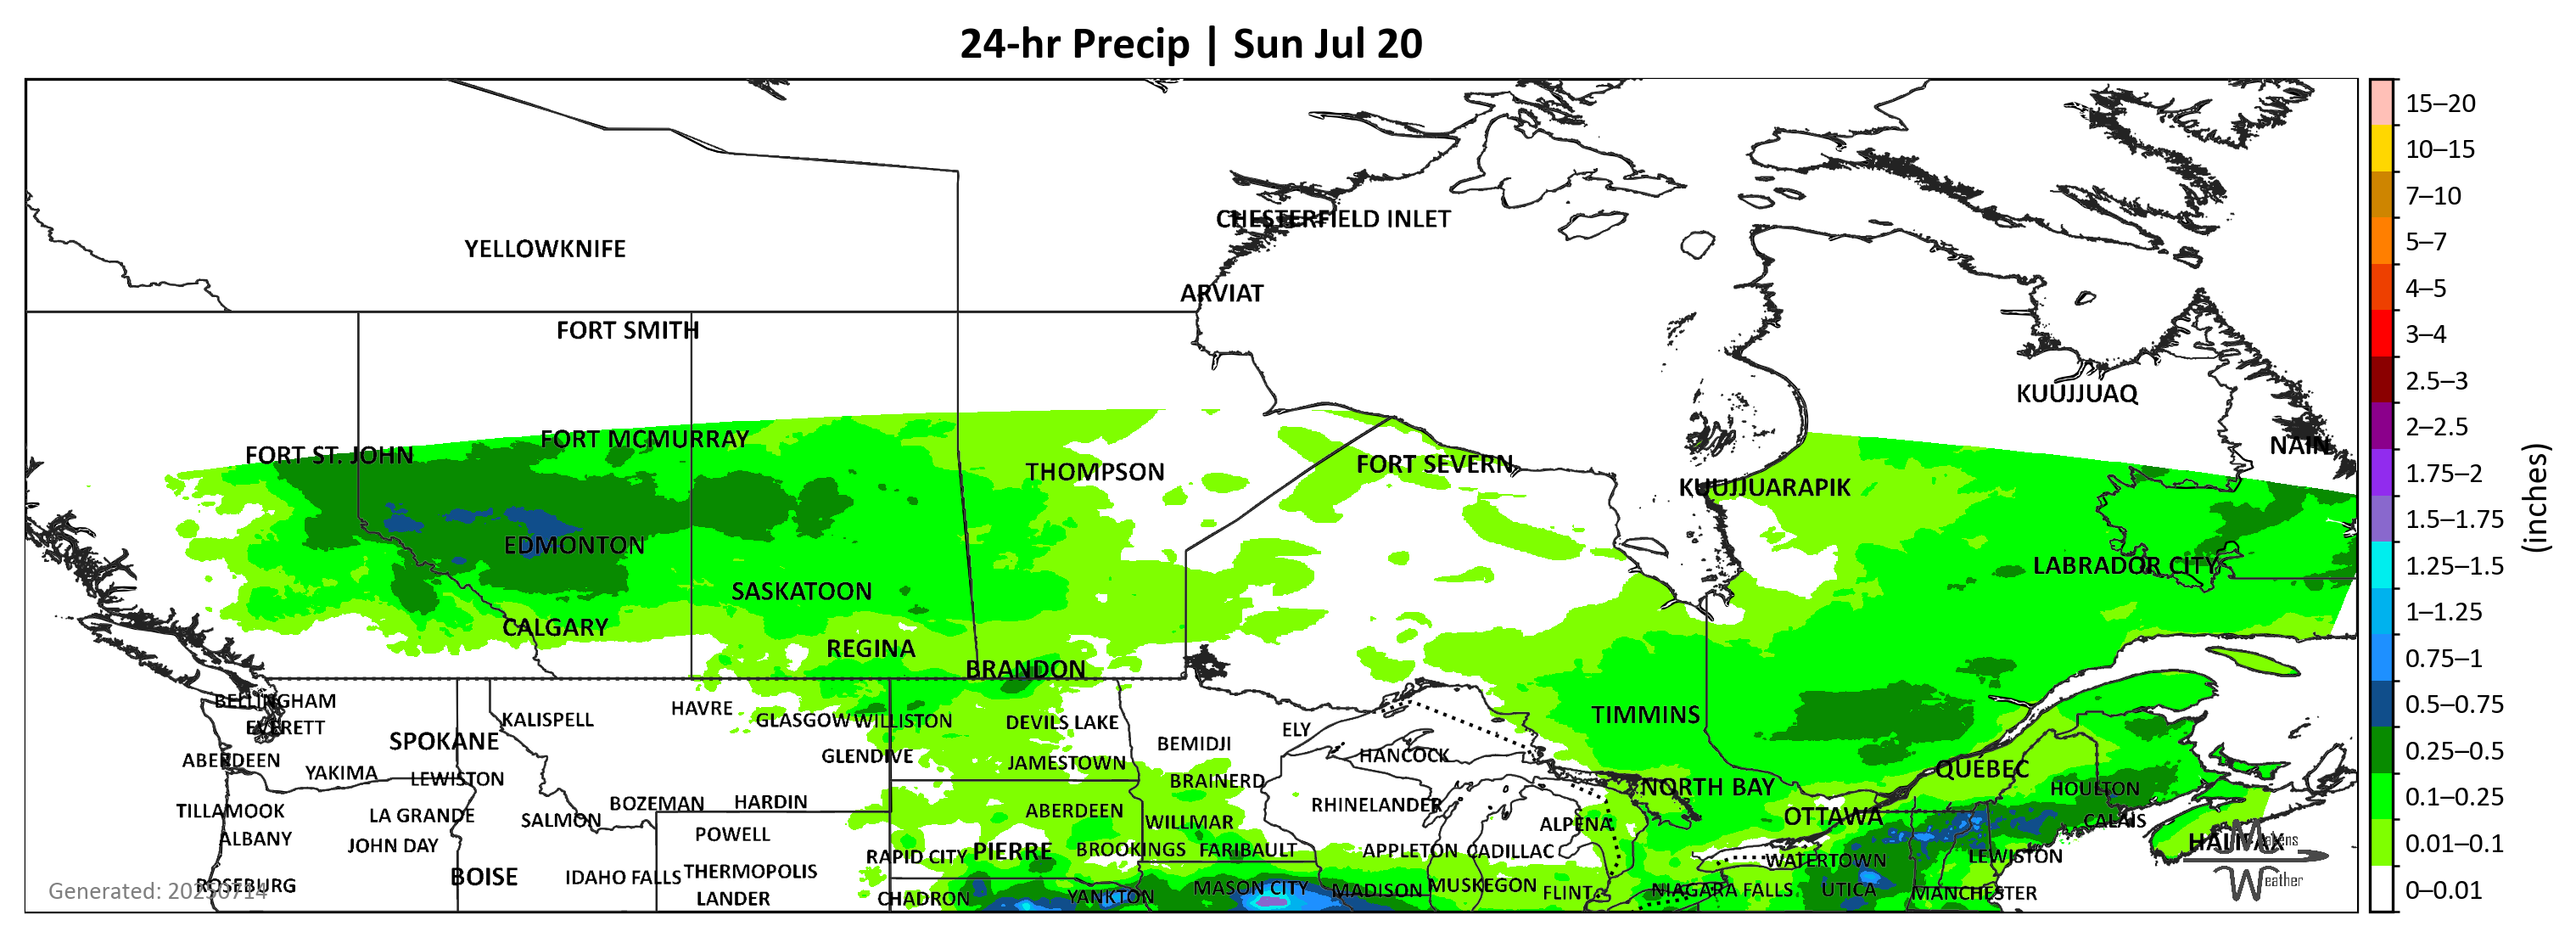 24-hr Precip | Sun Jul 20
15–20
10–15
7–10
5–7
4–5
3–4
2.5–3
2–2.5
1.75–2
1.5–1.75
1.25–1.5
1–1.25
0.75–1
0.5–0.75
0.25–0.5
0.1–0.25
0.01–0.1
0–0.01
(inches)
CHESTERFIELD INLET
YELLOWKNIFE
ARVIAT
FORT SMITH
KUUJJUAQ
NAIN
FORT MCMURRAY
FORT ST. JOHN
FORT SEVERN
THOMPSON
KUUJJUARAPIK
EDMONTON
LABRADOR CITY
SASKATOON
CALGARY
REGINA
BRANDON
BELLINGHAM
HAVRE
TIMMINS
KALISPELL
GLASGOW
WILLISTON
DEVILS LAKE
EVERETT
ELY
SPOKANE
BEMIDJI
HANCOCK
GLENDIVE
ABERDEEN
JAMESTOWN
QUÉBEC
YAKIMA
LEWISTON
BRAINERD
NORTH BAY
HOULTON
BOZEMAN
HARDIN
RHINELANDER
TILLAMOOK
LA GRANDE
ABERDEEN
OTTAWA
SALMON
WILLMAR
ALPENA
CALAIS
ALBANY
POWELL
JOHN DAY
HALIFAX
BROOKINGS
FARIBAULT
APPLETON
CADILLAC
PIERRE
RAPID CITY
LEWISTON
WATERTOWN
THERMOPOLIS
BOISE
IDAHO FALLS
ROSEBURG
MASON CITY
MADISON
MUSKEGON
FLINT
NIAGARA FALLS
UTICA
MANCHESTER
LANDER
CHADRON
YANKTON
Generated: 20250714
Matens
Weather